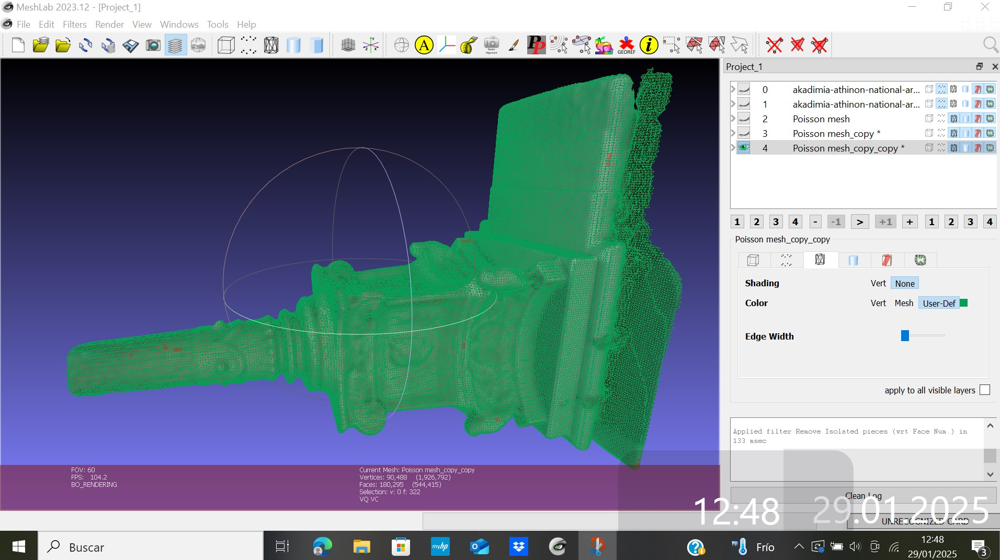 MeshLab 2023.12 - [Project_1]
File Edit Filters Render View Windows Tools Help
A
PP
GEOREF
i
Project_1
0 akadimia-athinon-national-ar...
1 akadimia-athinon-national-ar...
2 Poisson mesh
3 Poisson mesh_copy *
4 Poisson mesh_copy_copy *
1 2 3 4 - -1 > +1 + 1 2 3 4
Poisson mesh_copy_copy
Shading Vert None
Color Vert Mesh User-Def
Edge Width
apply to all visible layers
Applied filter Remove Isolated pieces (wrt Face Num.) in
133 msec
FOV: 60
FPS: 104.2
BO_RENDERING
Current Mesh: Poisson mesh_copy_copy
Vertices: 90,488 (1,926,792)
Faces: 180,295 (544,415)
Selection: v: 0 f: 322
VQ VC
Clean Log
12:48 29.01.2025
UNRECOGNIZED CARD
Buscar
myhp
Frío
12:48
29/01/2025
3